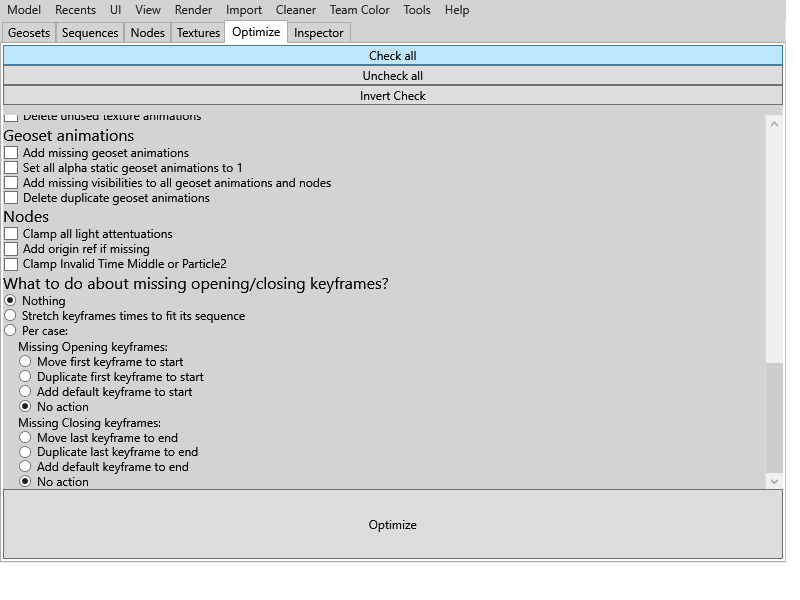 Model Recents UI View Render Import Cleaner Team Color Tools Help
Geosets Sequences Nodes Textures Optimize Inspector
Check all
Uncheck all
Invert Check
Delete unused texture animations
Geoset animations
Add missing geoset animations
Set all alpha static geoset animations to 1
Add missing visibilities to all geoset animations and nodes
Delete duplicate geoset animations
Nodes
Clamp all light attentuations
Add origin ref if missing
Clamp Invalid Time Middle or Particle2
What to do about missing opening/closing keyframes?
Nothing
Stretch keyframes times to fit its sequence
Per case:
Missing Opening keyframes:
Move first keyframe to start
Duplicate first keyframe to start
Add default keyframe to start
No action
Missing Closing keyframes:
Move last keyframe to end
Duplicate last keyframe to end
Add default keyframe to end
No action
Optimize